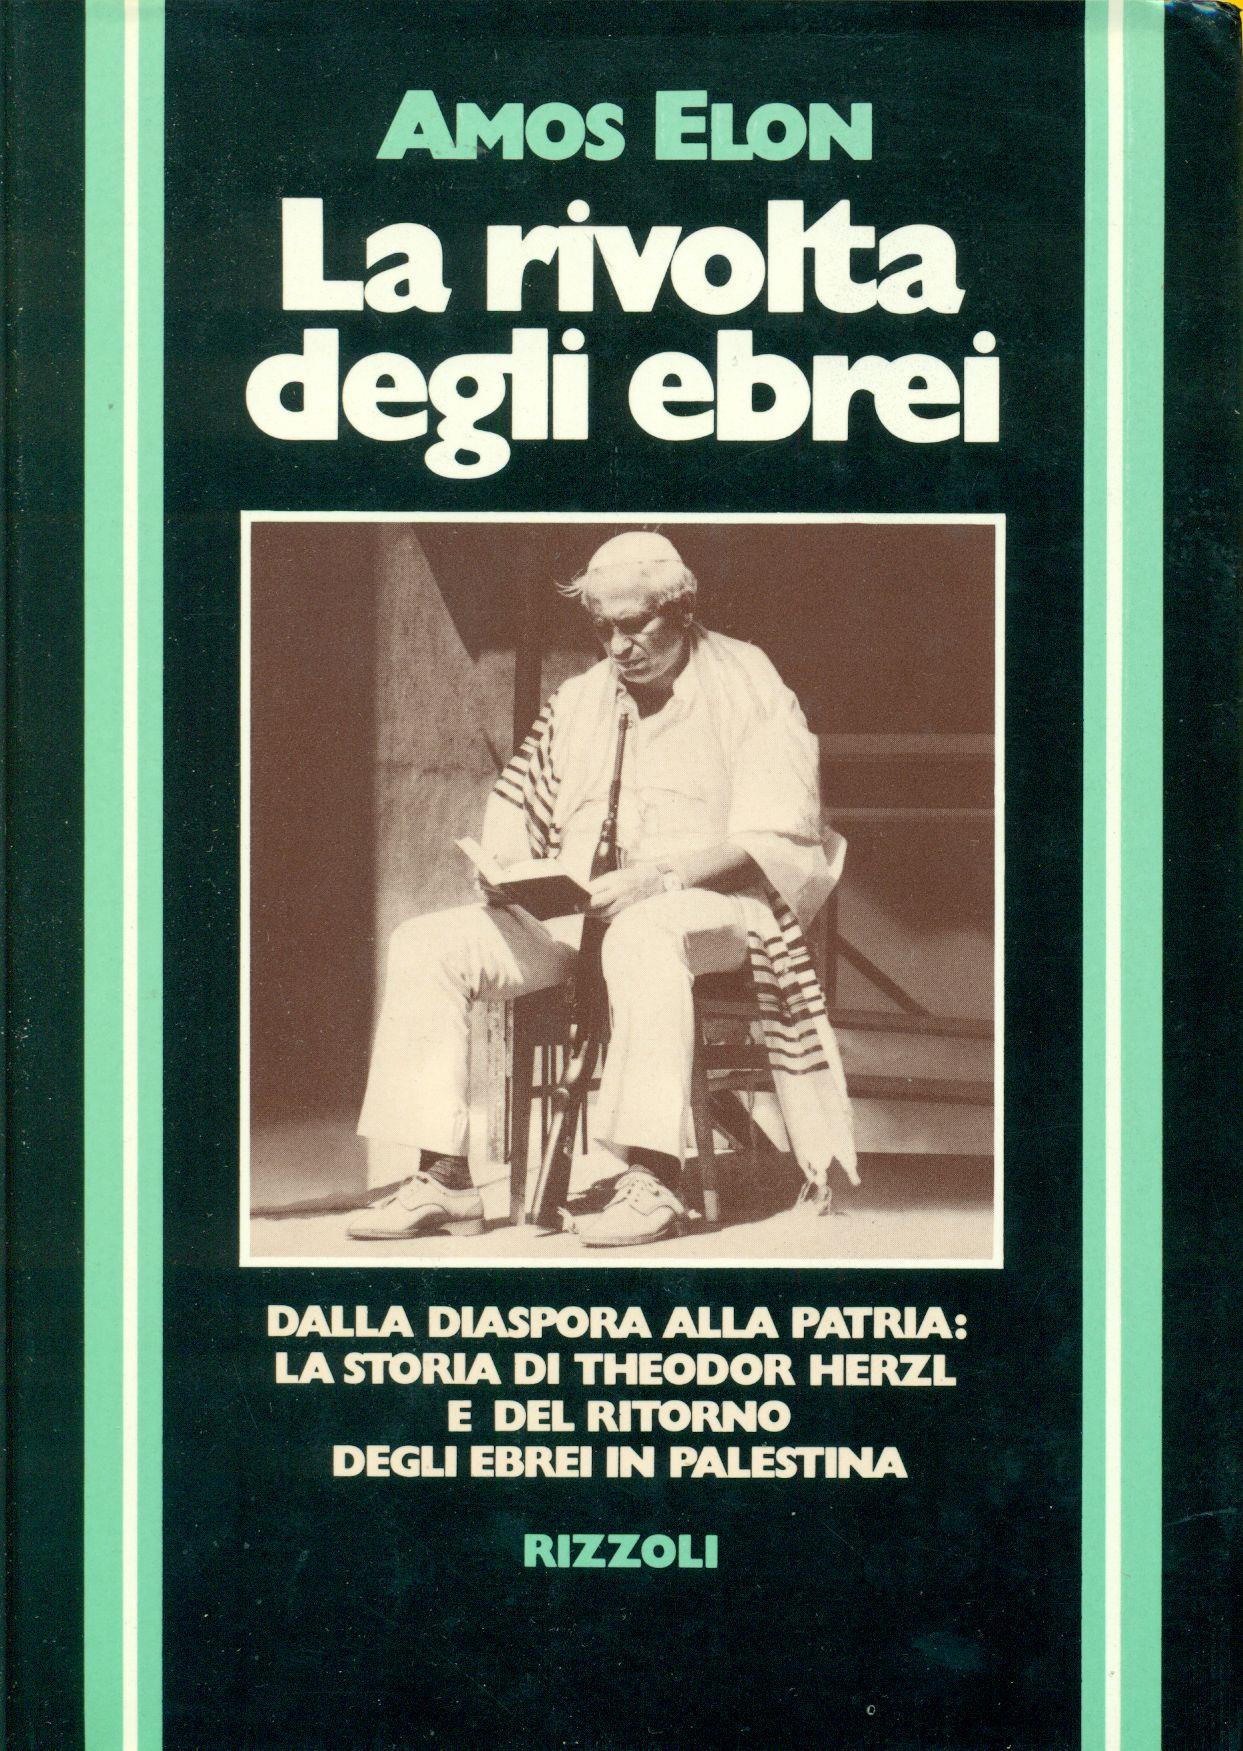 AMOS ELON
La rivolta
degli ebrei
DALLA DIASPORA ALLA PATRIA:
LA STORIA DI THEODOR HERZL
E DEL RITORNO
DEGLI EBREI IN PALESTINA
RIZZOLI